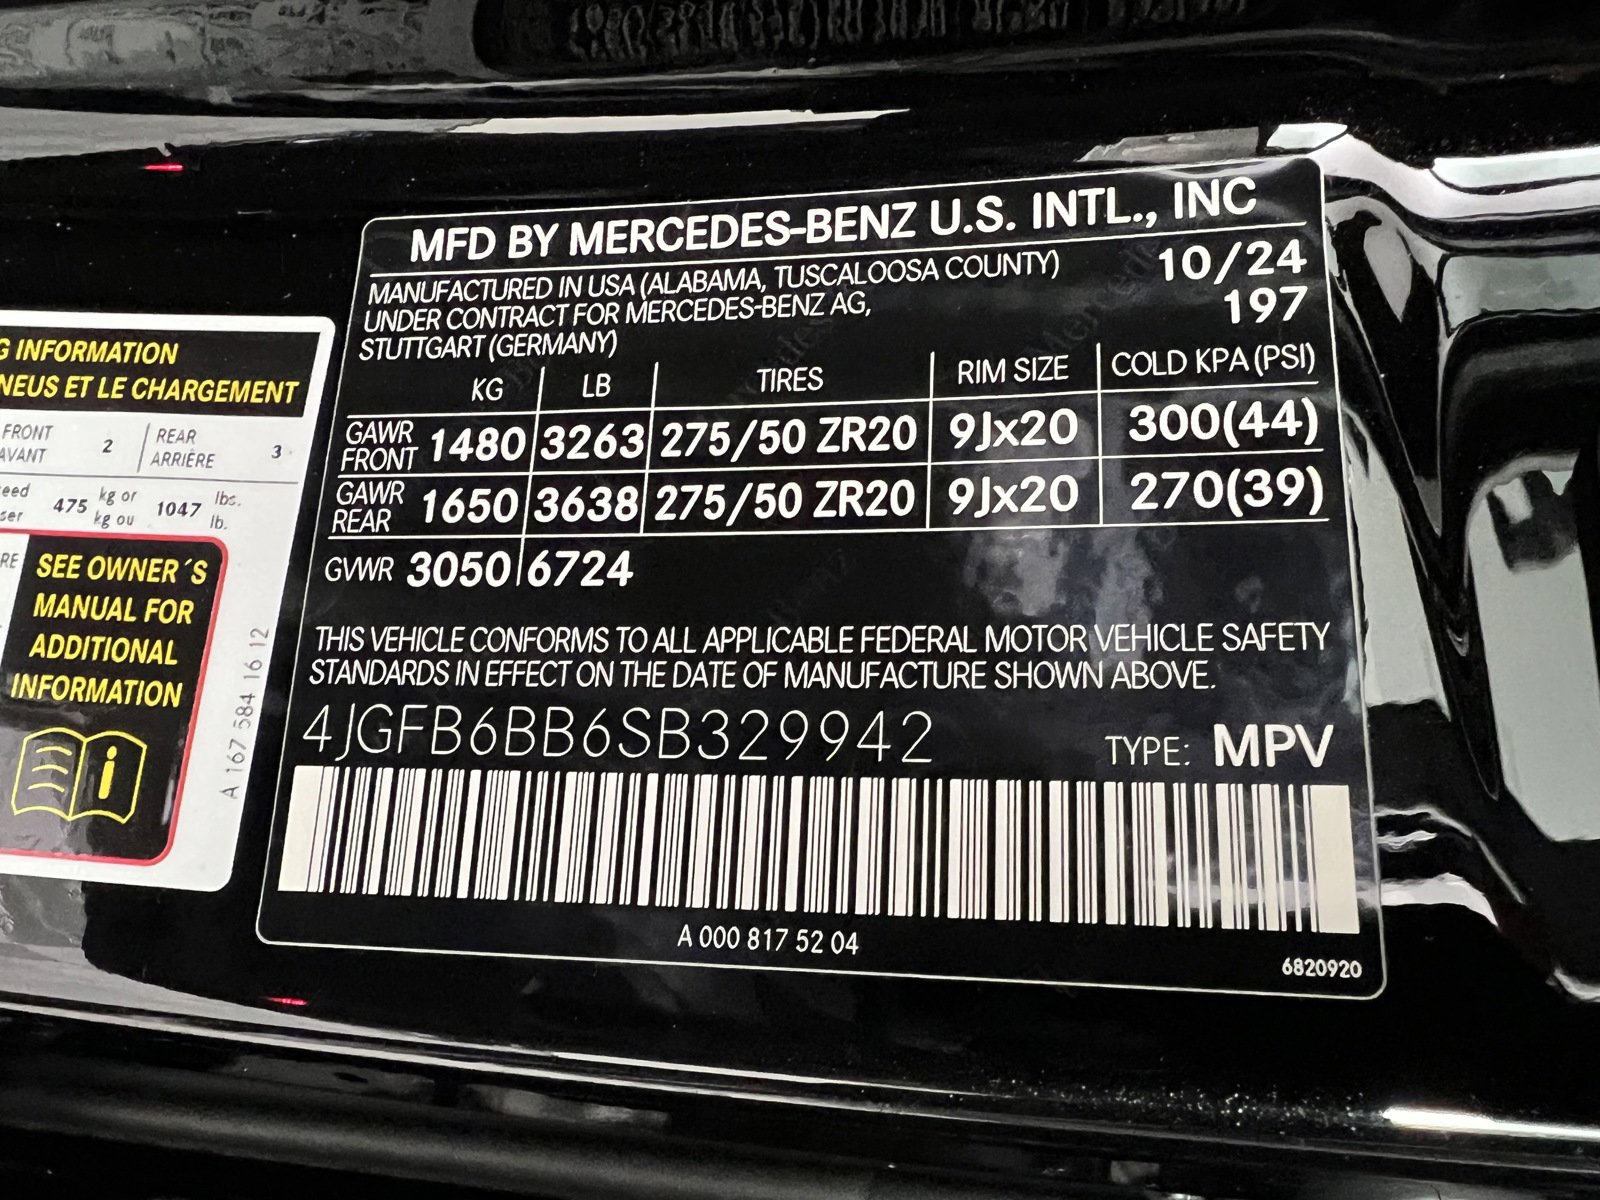 MFD BY MERCEDES-BENZ U.S. INTL., INC
MANUFACTURED IN USA (ALABAMA, TUSCALOOSA COUNTY) 10/24
UNDER CONTRACT FOR MERCEDES-BENZ AG, 197
STUTTGART (GERMANY)
KG LB TIRES RIM SIZE COLD KPA (PSI)
GAWR FRONT 1480 3263 275/50 ZR20 9Jx20 300(44)
GAWR REAR 1650 3638 275/50 ZR20 9Jx20 270(39)
GVWR 3050 6724
THIS VEHICLE CONFORMS TO ALL APPLICABLE FEDERAL MOTOR VEHICLE SAFETY
STANDARDS IN EFFECT ON THE DATE OF MANUFACTURE SHOWN ABOVE.
4JGFB6BB6SB329942 TYPE: MPV
A 000 817 52 04
6820920
G INFORMATION
NEUS ET LE CHARGEMENT
FRONT 2 REAR 3
AVANT ARRIÈRE
eed 475 kg or 1047 lbs.
ser kg ou lb.
RE
SEE OWNER´S
MANUAL FOR
ADDITIONAL
INFORMATION
A 167 584 16 12